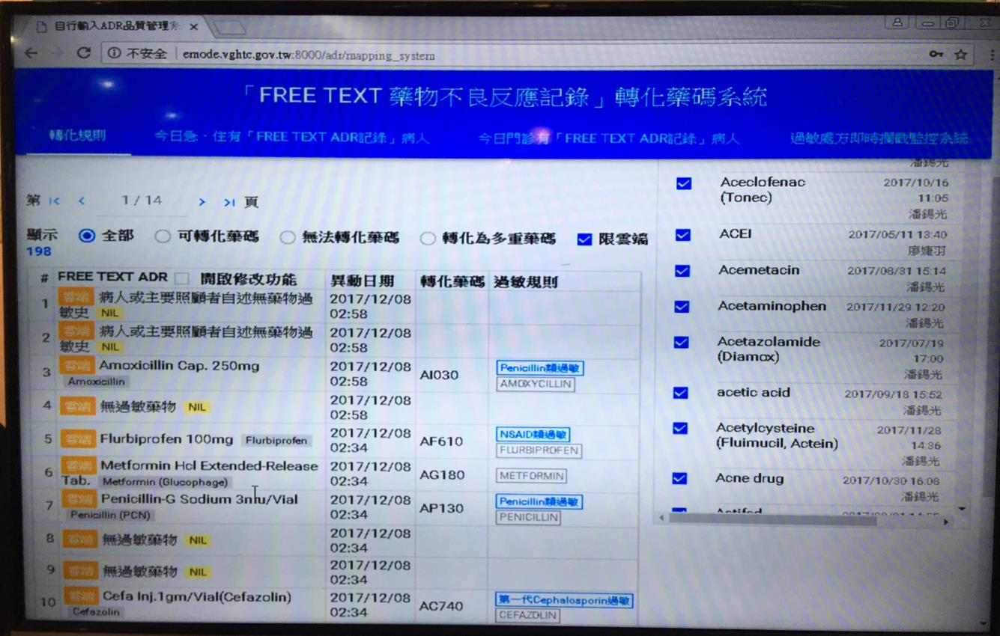 自行輸入ADR品質管理系
不安全 emode.vghtc.gov.tw:8000/adr/mapping_system
「FREE TEXT 藥物不良反應記錄」轉化藥碼系統
轉化規則 今日急、住有「FREE TEXT ADR記錄」病人 今日門診有「FREE TEXT ADR記錄」病人 過敏處方即時攔截監控系統
第 1 / 14 頁
顯示 全部 可轉化藥碼 無法轉化藥碼 轉化為多重藥碼 限雲端
198
# FREE TEXT ADR 開啟修改功能 異動日期 轉化藥碼 過敏規則
1 雲端 病人或主要照顧者自述無藥物過 2017/12/08
敏史 NIL 02:58
2 雲端 病人或主要照顧者自述無藥物過 2017/12/08
敏史 NIL 02:58
3 雲端 Amoxicillin Cap. 250mg 2017/12/08 AI030 Penicillin類過敏
Amoxicillin 02:58 AMOXYCILLIN
4 雲端 無過敏藥物 NIL 2017/12/08
02:58
5 雲端 Flurbiprofen 100mg Flurbiprofen 2017/12/08 AF610 NSAID類過敏
02:34 FLURBIPROFEN
6 雲端 Metformin Hcl Extended-Release 2017/12/08 AG180 METFORMIN
Tab. Metformin (Glucophage) 02:34
7 雲端 Penicillin-G Sodium 3mu/Vial 2017/12/08 AP130 Penicillin類過敏
Penicillin (PCN) 02:34 PENICILLIN
8 雲端 無過敏藥物 NIL 2017/12/08
02:34
9 雲端 無過敏藥物 NIL 2017/12/08
02:34
10 雲端 Cefa Inj.1gm/Vial(Cefazolin) 2017/12/08 AC740 第一代Cephalosporin過敏
Cefazolin 02:34 CEFAZOLIN
潘錫光
Aceclofenac 2017/10/16
(Tonec) 11:05
潘錫光
ACEI 2017/05/11 13:40
廖婕羽
Acemetacin 2017/08/31 15:14
潘錫光
Acetaminophen 2017/11/29 12:20
潘錫光
Acetazolamide 2017/07/19
(Diamox) 17:00
潘錫光
acetic acid 2017/09/18 15:52
潘錫光
Acetylcysteine 2017/11/28
(Fluimucil, Actein) 14:36
潘錫光
Acne drug 2017/10/30 16:08
潘錫光
Actifed